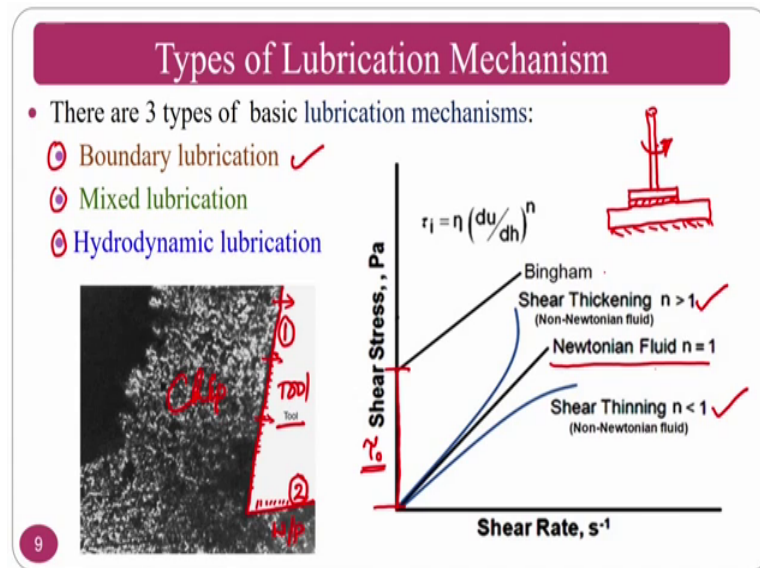 Types of Lubrication Mechanism
• There are 3 types of basic lubrication mechanisms:
Boundary lubrication ✓
Mixed lubrication
Hydrodynamic lubrication
τi = η (du/dh)^n
Bingham
Shear Thickening n > 1 ✓
(Non-Newtonian fluid)
Newtonian Fluid n = 1
Shear Thinning n < 1 ✓
(Non-Newtonian fluid)
Shear Stress, , Pa
τ₀
Shear Rate, s⁻¹
①
Chip
TOOL
Tool
②
W/P
9